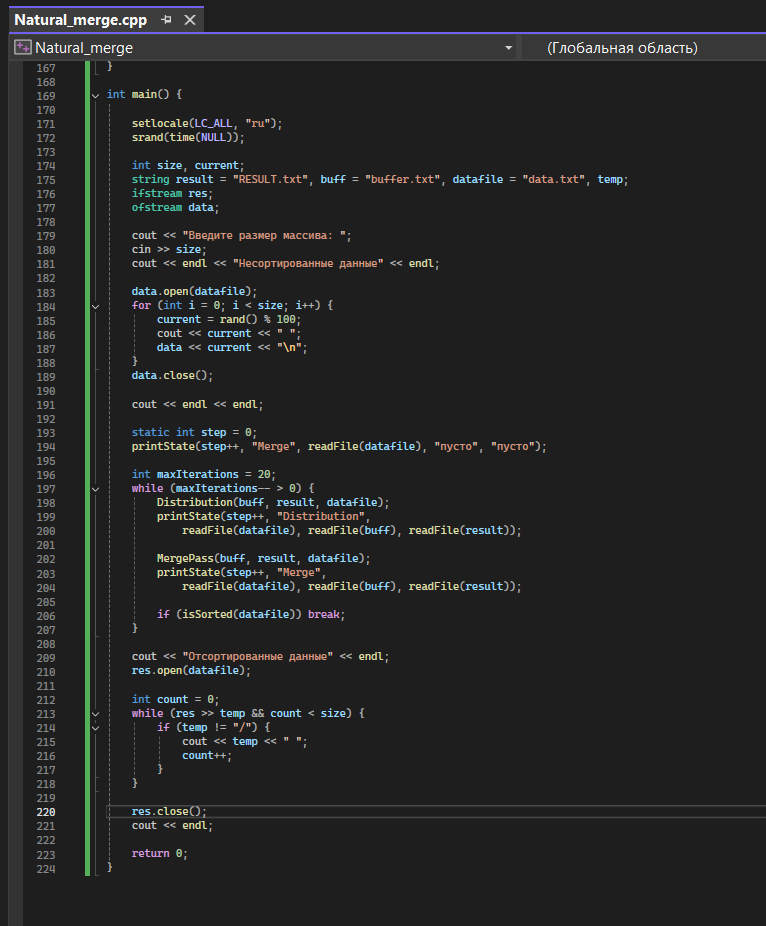 Natural_merge.cpp
Natural_merge (Глобальная область)
167 }
168
169 int main() {
170
171 setlocale(LC_ALL, "ru");
172 srand(time(NULL));
173
174 int size, current;
175 string result = "RESULT.txt", buff = "buffer.txt", datafile = "data.txt", temp;
176 ifstream res;
177 ofstream data;
178
179 cout << "Введите размер массива: ";
180 cin >> size;
181 cout << endl << "Несортированные данные" << endl;
182
183 data.open(datafile);
184 for (int i = 0; i < size; i++) {
185 current = rand() % 100;
186 cout << current << " ";
187 data << current << "\n";
188 }
189 data.close();
190
191 cout << endl << endl;
192
193 static int step = 0;
194 printState(step++, "Merge", readFile(datafile), "пусто", "пусто");
195
196 int maxIterations = 20;
197 while (maxIterations-- > 0) {
198 Distribution(buff, result, datafile);
199 printState(step++, "Distribution",
200 readFile(datafile), readFile(buff), readFile(result));
201
202 MergePass(buff, result, datafile);
203 printState(step++, "Merge",
204 readFile(datafile), readFile(buff), readFile(result));
205
206 if (isSorted(datafile)) break;
207 }
208
209 cout << "Отсортированные данные" << endl;
210 res.open(datafile);
211
212 int count = 0;
213 while (res >> temp && count < size) {
214 if (temp != "/") {
215 cout << temp << " ";
216 count++;
217 }
218 }
219
220 res.close();
221 cout << endl;
222
223 return 0;
224 }